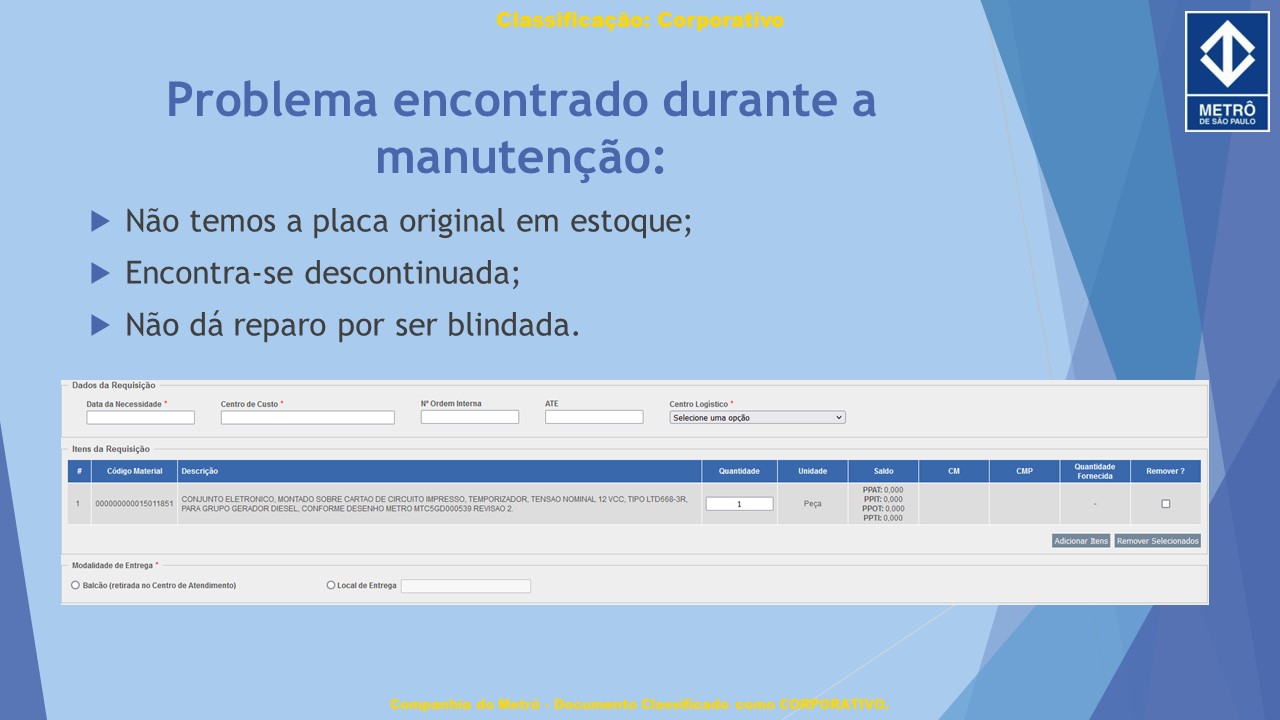 Classificação: Corporativo
METRÔ
DE SÃO PAULO
Problema encontrado durante a
manutenção:
Não temos a placa original em estoque;
Encontra-se descontinuada;
Não dá reparo por ser blindada.
Dados da Requisição
Data da Necessidade * Centro de Custo * Nº Ordem Interna ATE Centro Logístico *
Selecione uma opção
Itens da Requisição
# Código Material Descrição Quantidade Unidade Saldo CM CMP Quantidade Fornecida Remover ?
1 000000000015011851 CONJUNTO ELETRONICO, MONTADO SOBRE CARTAO DE CIRCUITO IMPRESSO, TEMPORIZADOR, TENSAO NOMINAL 12 VCC, TIPO LTD668-3R,
PARA GRUPO GERADOR DIESEL, CONFORME DESENHO METRO MTC5GD000539 REVISAO 2.
1 Peça
PPAT: 0,000
PPIT: 0,000
PPOT: 0,000
PPTI: 0,000
-
Adicionar Itens Remover Selecionados
Modalidade de Entrega *
Balcão (retirada no Centro de Atendimento) Local de Entrega
Companhia do Metrô - Documento Classificado como CORPORATIVO.